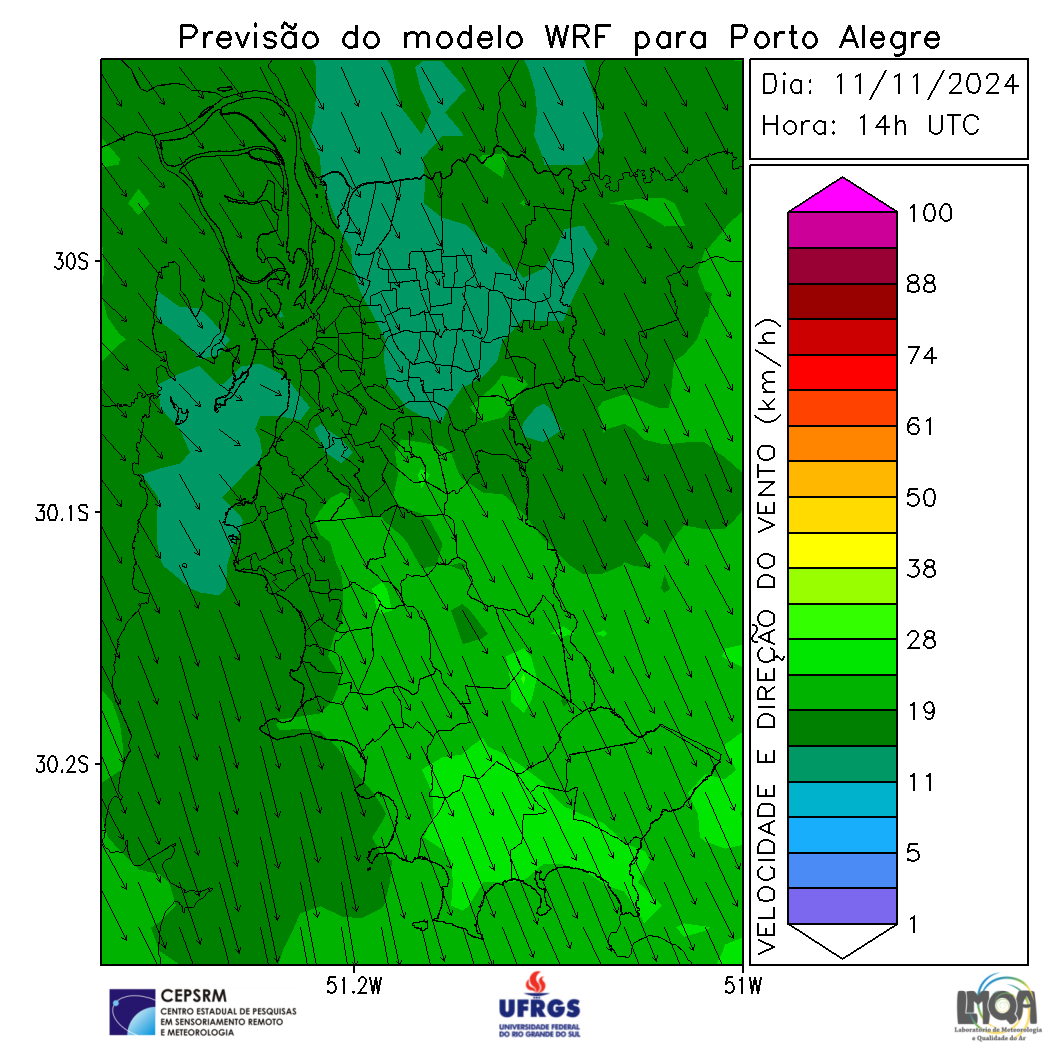 Previsão do modelo WRF para Porto Alegre
Dia: 11/11/2024
Hora: 14h UTC
30S
30.1S
30.2S
51.2W
51W
VELOCIDADE E DIREÇÃO DO VENTO (km/h)
100
88
74
61
50
38
28
19
11
5
1
CEPSRM
CENTRO ESTADUAL DE PESQUISAS
EM SENSORIAMENTO REMOTO
E METEOROLOGIA
UFRGS
UNIVERSIDADE FEDERAL
DO RIO GRANDE DO SUL
LMQA
Laboratório de Meteorologia
e Qualidade do Ar